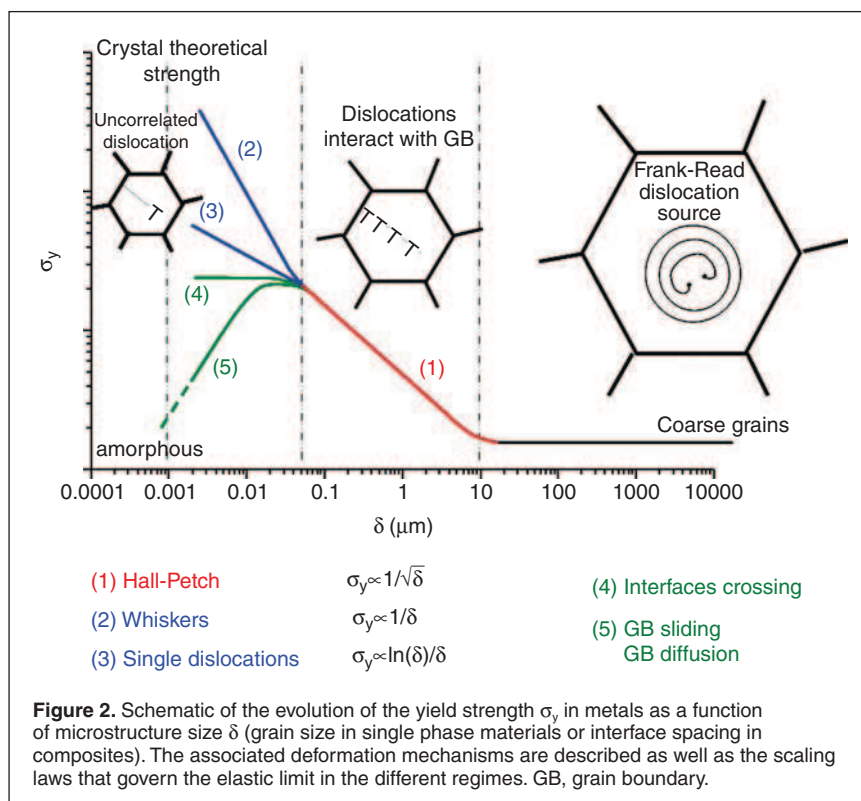 Crystal theoretical
strength
Uncorrelated
dislocation
(2)
(3)
(4)
(5)
amorphous
Dislocations
interact with GB
TTTT
T
(1)
Frank-Read
dislocation
source
Coarse grains
σy
0.0001 0.001 0.01 0.1 1 10 100 1000 10000
δ (μm)
(1) Hall-Petch σy∝1/√δ
(2) Whiskers σy∝1/δ
(3) Single dislocations σy∝ln(δ)/δ
(4) Interfaces crossing
(5) GB sliding
GB diffusion
Figure 2. Schematic of the evolution of the yield strength σy in metals as a function
of microstructure size δ (grain size in single phase materials or interface spacing in
composites). The associated deformation mechanisms are described as well as the scaling
laws that govern the elastic limit in the different regimes. GB, grain boundary.